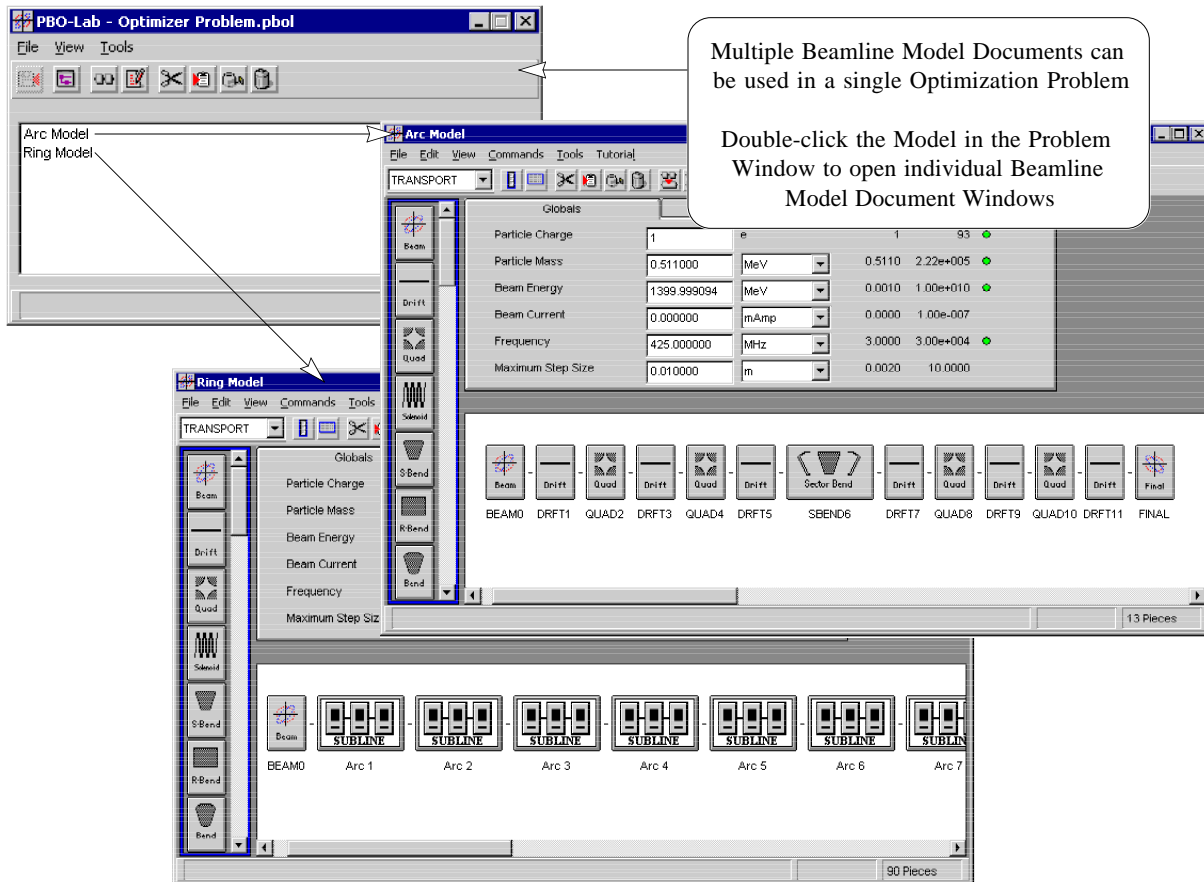 PBO-Lab - Optimizer Problem.pbol
File View Tools
Arc Model
Ring Model
Multiple Beamline Model Documents can
be used in a single Optimization Problem
Double-click the Model in the Problem
Window to open individual Beamline
Model Document Windows
Arc Model
File Edit View Commands Tools Tutorial
TRANSPORT
Globals
Particle Charge 1 e 1 93
Particle Mass 0.511000 MeV 0.5110 2.22e+005
Beam Energy 1399.999094 MeV 0.0010 1.00e+010
Beam Current 0.000000 mAmp 0.0000 1.00e-007
Frequency 425.000000 MHz 3.0000 3.00e+004
Maximum Step Size 0.010000 m 0.0020 10.0000
Beam
Drift
Quad
Solenoid
S-Bend
R-Bend
Bend
Beam Drift Quad Drift Quad Drift Sector Bend Drift Quad Drift Quad Drift Final
BEAM0 DRFT1 QUAD2 DRFT3 QUAD4 DRFT5 SBEND6 DRFT7 QUAD8 DRFT9 QUAD10 DRFT11 FINAL
13 Pieces
Ring Model
File Edit View Commands Tools
TRANSPORT
Globals
Particle Charge
Particle Mass
Beam Energy
Beam Current
Frequency
Maximum Step Siz
Beam
Drift
Quad
Solenoid
S-Bend
R-Bend
Bend
Beam SUBLINE SUBLINE SUBLINE SUBLINE SUBLINE SUBLINE SUBLIN
BEAM0 Arc 1 Arc 2 Arc 3 Arc 4 Arc 5 Arc 6 Arc 7
90 Pieces